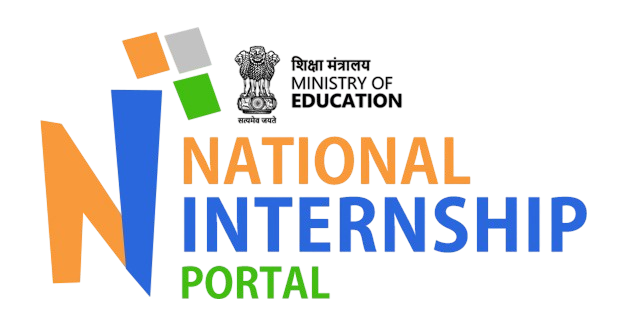 शिक्षा मंत्रालय
MINISTRY OF
EDUCATION
सत्यमेव जयते
NATIONAL
INTERNSHIP
PORTAL